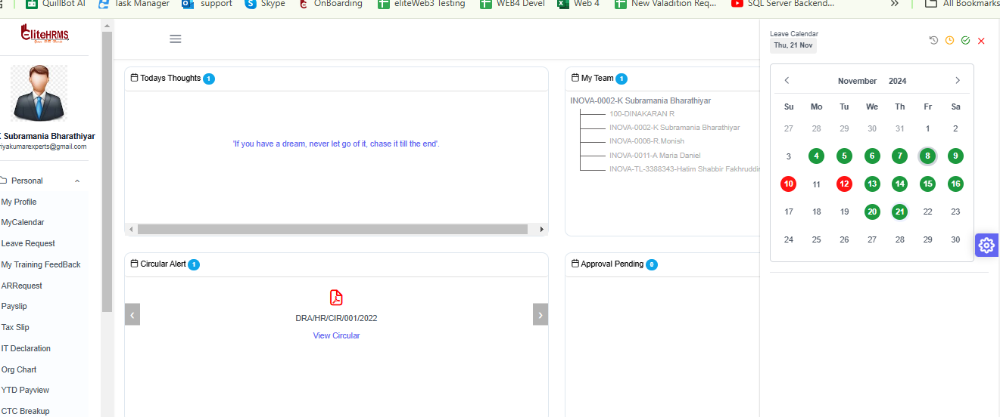 QuillBot AI Task Manager support Skype OnBoarding eliteWeb3 Testing WEB4 Devel Web 4 New Valadition Req... SQL Server Backend... All Bookmarks
EliteHRMS
K Subramania Bharathiyar
riyakumarexperts@gmail.com
Personal
My Profile
MyCalendar
Leave Request
My Training FeedBack
ARRequest
Payslip
Tax Slip
IT Declaration
Org Chart
YTD Payview
CTC Breakup
Todays Thoughts 1
'If you have a dream, never let go of it, chase it till the end'.
My Team 1
INOVA-0002-K Subramania Bharathiyar
100-DINAKARAN R
INOVA-0002-K Subramania Bharathiyar
INOVA-0006-R.Monish
INOVA-0011-A Maria Daniel
INOVA-TL-3388343-Hatim Shabbir Fakhruddin
Circular Alert 1
DRA/HR/CIR/001/2022
View Circular
Approval Pending 0
Leave Calendar
Thu, 21 Nov
November 2024
Su Mo Tu We Th Fr Sa
27 28 29 30 31 1 2
3 4 5 6 7 8 9
10 11 12 13 14 15 16
17 18 19 20 21 22 23
24 25 26 27 28 29 30